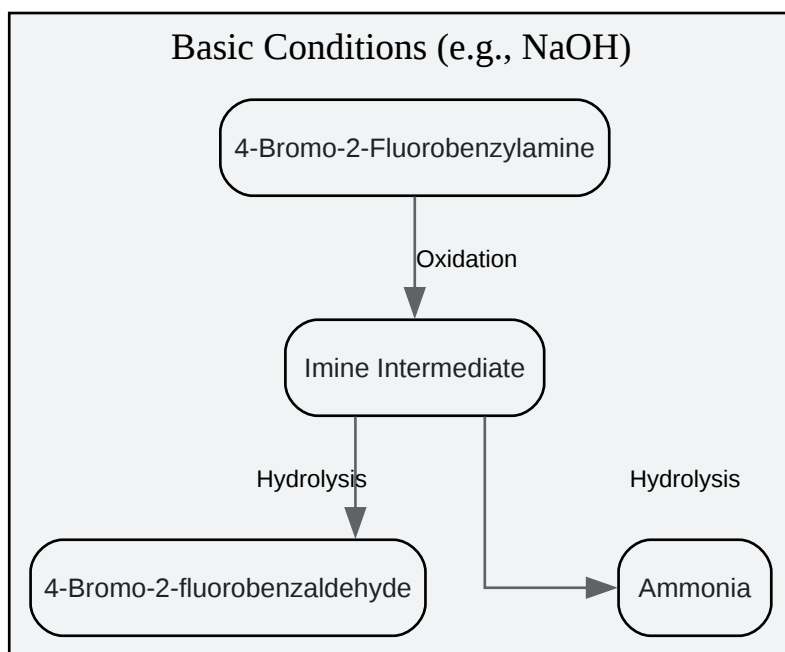 Basic Conditions (e.g., NaOH)
4-Bromo-2-Fluorobenzylamine
Oxidation
Imine Intermediate
Hydrolysis
Hydrolysis
4-Bromo-2-fluorobenzaldehyde
Ammonia